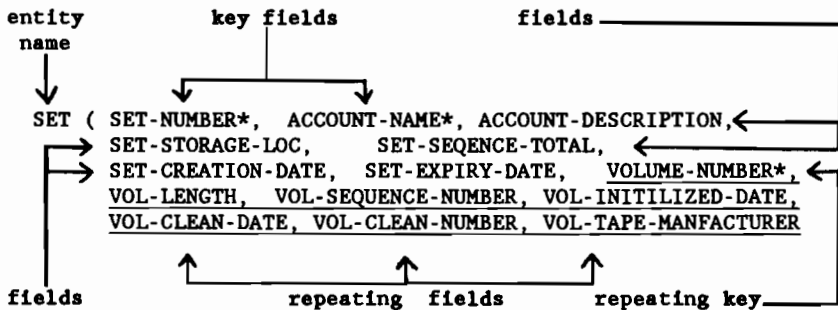 entity key fields fields
name
SET ( SET-NUMBER*, ACCOUNT-NAME*, ACCOUNT-DESCRIPTION,
SET-STORAGE-LOC, SET-SEQENCE-TOTAL,
SET-CREATION-DATE, SET-EXPIRY-DATE, VOLUME-NUMBER*,
VOL-LENGTH, VOL-SEQUENCE-NUMBER, VOL-INITILIZED-DATE,
VOL-CLEAN-DATE, VOL-CLEAN-NUMBER, VOL-TAPE-MANFACTURER
fields repeating fields repeating key